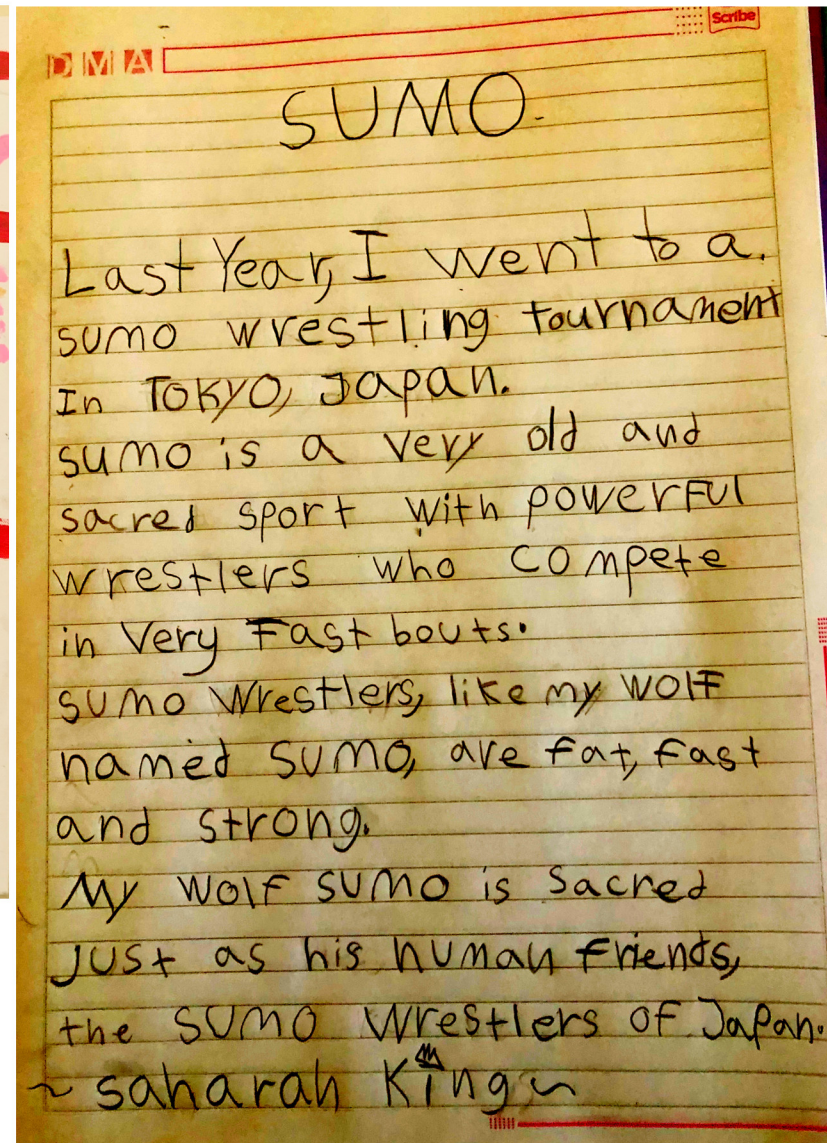 Scribe
D M A
SUMO.
Last Year, I went to a.
sumo wrestling tournament
In TOKYO, Japan.
sumo is a very old and
sacred sport with powerFul
wrestlers who compete
in Very Fast bouts.
sumo Wrestlers, like my WOlF
named SUMO, are fat, fast
and strong.
My WOlF SUMO is Sacred
JUSt as his human friends,
the SUMO Wrestlers OF Japan.
~ saharah King ~